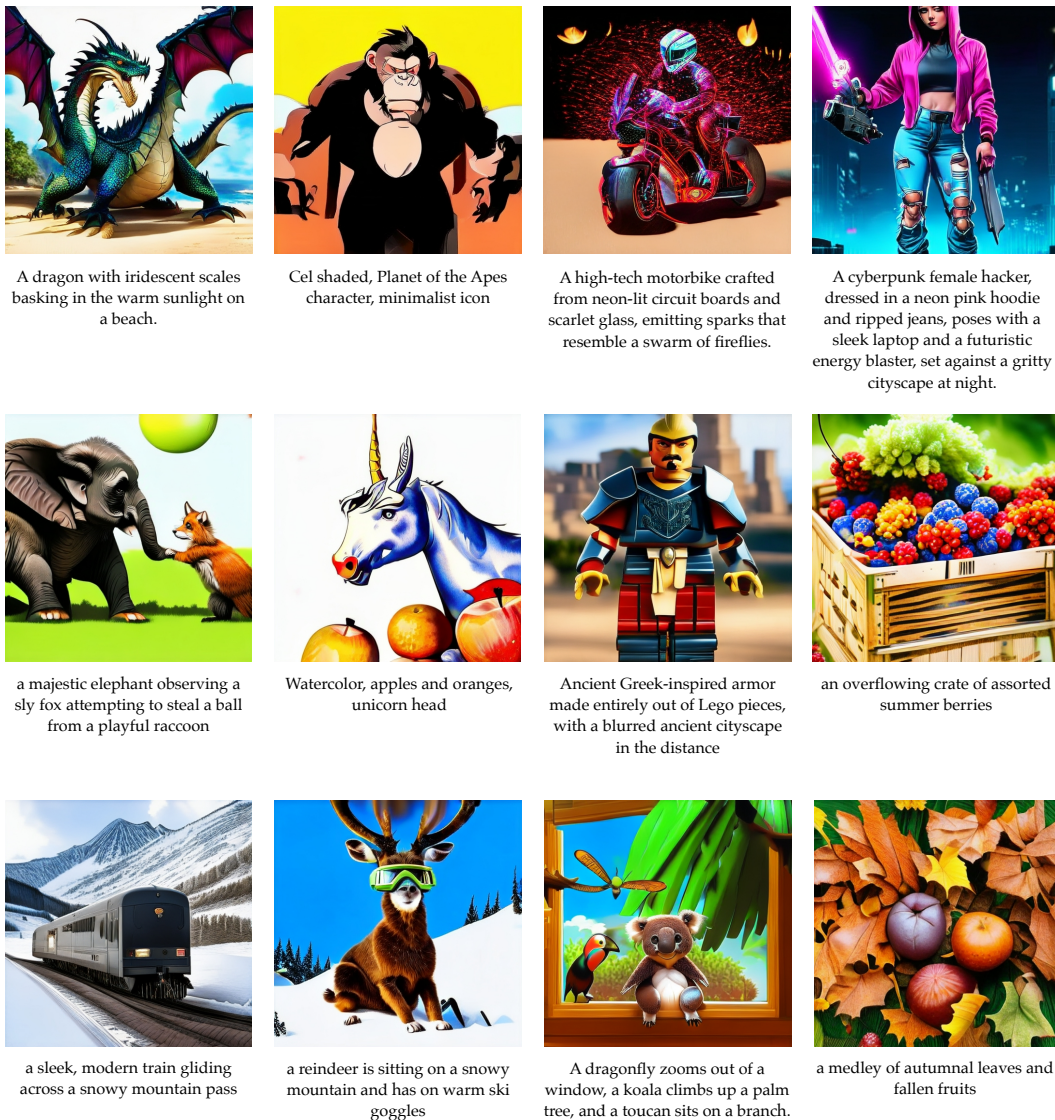 A dragon with iridescent scales
basking in the warm sunlight on
a beach.
Cel shaded, Planet of the Apes
character, minimalist icon
A high-tech motorbike crafted
from neon-lit circuit boards and
scarlet glass, emitting sparks that
resemble a swarm of fireflies.
A cyberpunk female hacker,
dressed in a neon pink hoodie
and ripped jeans, poses with a
sleek laptop and a futuristic
energy blaster, set against a gritty
cityscape at night.
a majestic elephant observing a
sly fox attempting to steal a ball
from a playful raccoon
Watercolor, apples and oranges,
unicorn head
Ancient Greek-inspired armor
made entirely out of Lego pieces,
with a blurred ancient cityscape
in the distance
an overflowing crate of assorted
summer berries
a sleek, modern train gliding
across a snowy mountain pass
a reindeer is sitting on a snowy
mountain and has on warm ski
goggles
A dragonfly zooms out of a
window, a koala climbs up a palm
tree, and a toucan sits on a branch.
a medley of autumnal leaves and
fallen fruits